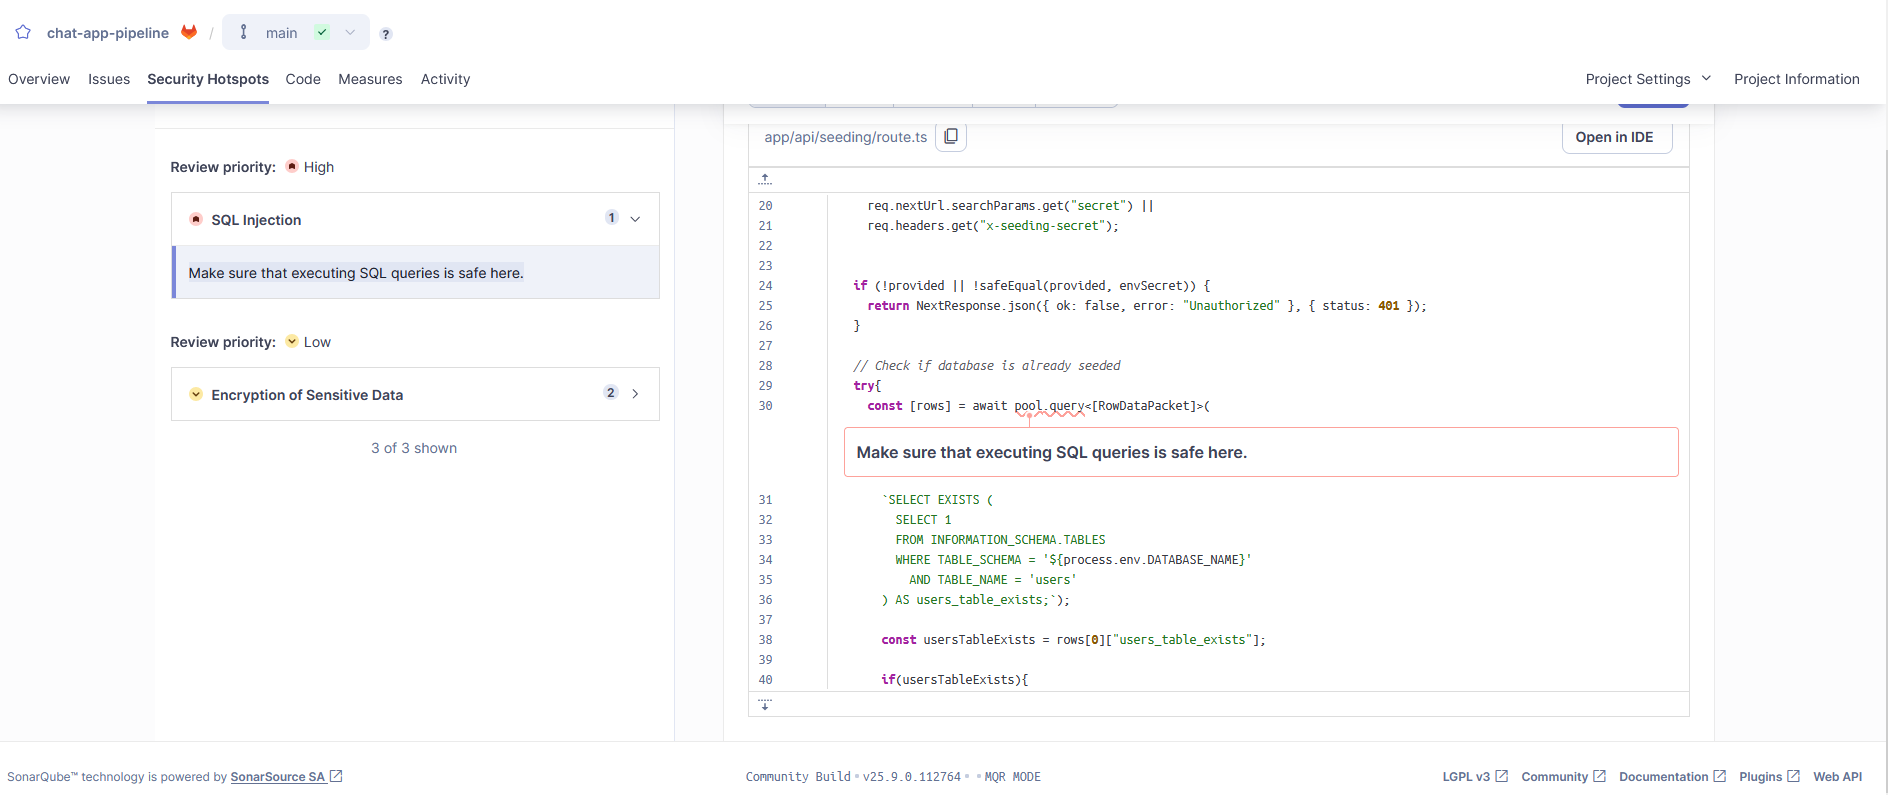 chat-app-pipeline / main ?
Overview Issues Security Hotspots Code Measures Activity Project Settings Project Information
Review priority: High
SQL Injection 1
Make sure that executing SQL queries is safe here.
Review priority: Low
Encryption of Sensitive Data 2
3 of 3 shown
app/api/seeding/route.ts Open in IDE
20 req.nextUrl.searchParams.get("secret") ||
21 req.headers.get("x-seeding-secret");
22
23
24 if (!provided || !safeEqual(provided, envSecret)) {
25 return NextResponse.json({ ok: false, error: "Unauthorized" }, { status: 401 });
26 }
27
28 // Check if database is already seeded
29 try{
30 const [rows] = await pool.query<[RowDataPacket]>(
Make sure that executing SQL queries is safe here.
31 `SELECT EXISTS (
32 SELECT 1
33 FROM INFORMATION_SCHEMA.TABLES
34 WHERE TABLE_SCHEMA = '${process.env.DATABASE_NAME}'
35 AND TABLE_NAME = 'users'
36 ) AS users_table_exists;`);
37
38 const usersTableExists = rows[0]["users_table_exists"];
39
40 if(usersTableExists){
SonarQube™ technology is powered by SonarSource SA Community Build • v25.9.0.112764 • • MQR MODE LGPL v3 Community Documentation Plugins Web API